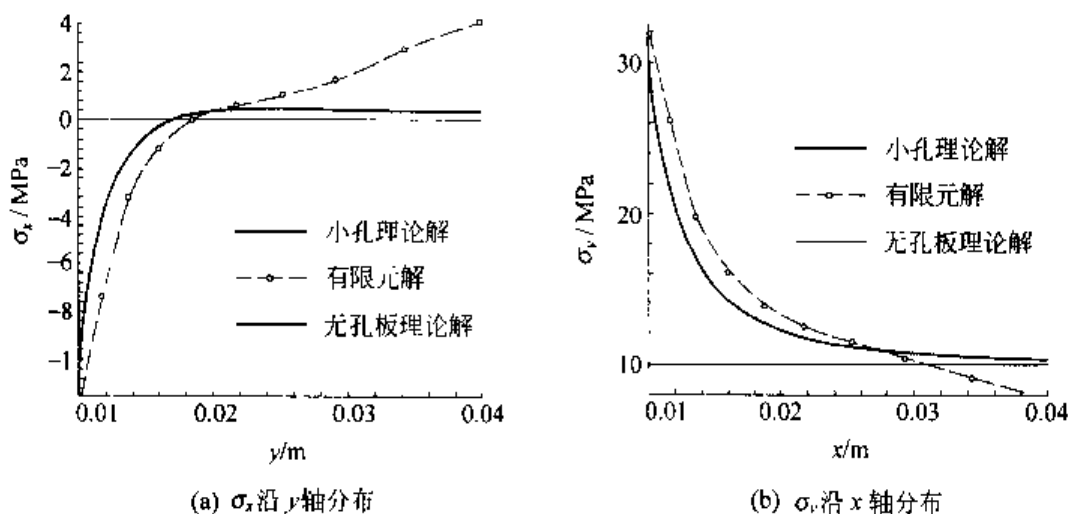 4
2
0
−2
−4
−6
−8
−1
σx / MPa
小孔理论解
有限元解
无孔板理论解
0.01 0.02 0.03 0.04
y/m
(a) σx沿 y轴分布
30
20
10
σy / MPa
小孔理论解
有限元解
无孔板理论解
0.01 0.02 0.03 0.04
x/m
(b) σy沿 x 轴分布